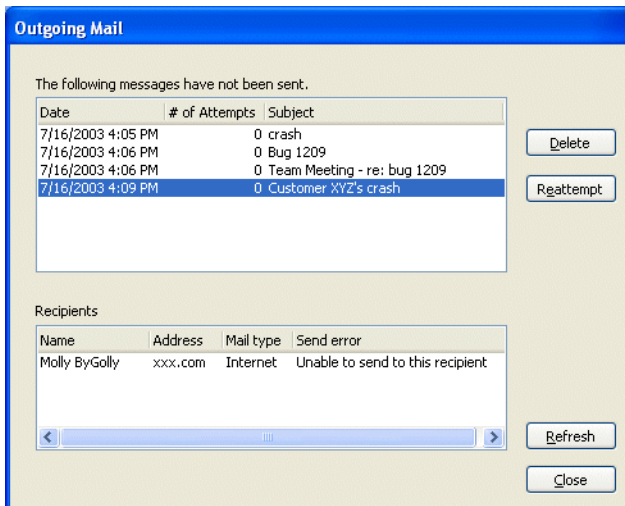 Outgoing Mail
The following messages have not been sent.
Date # of Attempts Subject
7/16/2003 4:05 PM 0 crash
7/16/2003 4:06 PM 0 Bug 1209
7/16/2003 4:06 PM 0 Team Meeting - re: bug 1209
7/16/2003 4:09 PM 0 Customer XYZ's crash
Delete
Reattempt
Recipients
Name Address Mail type Send error
Molly ByGolly xxx.com Internet Unable to send to this recipient
Refresh
Close